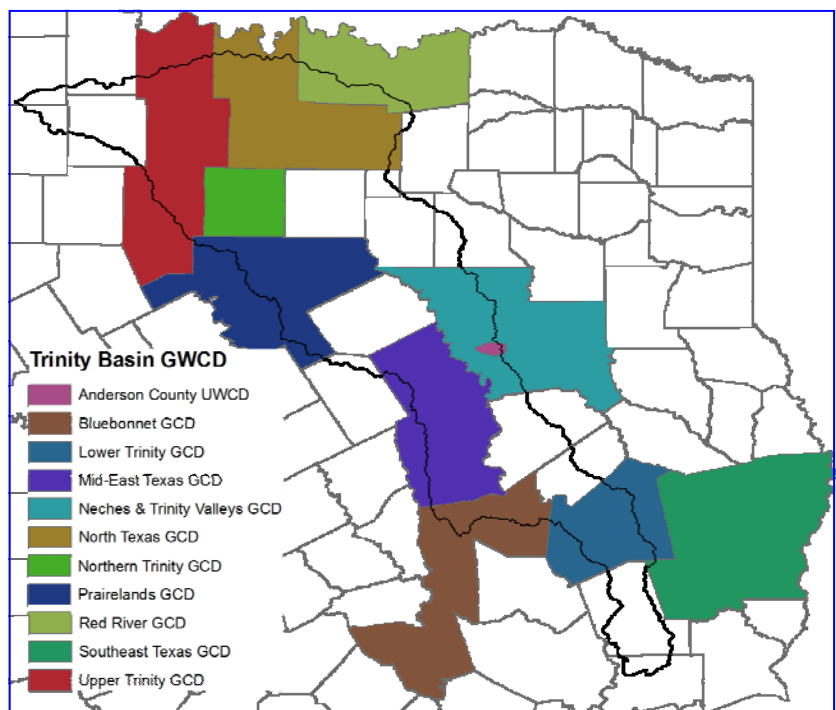 Trinity Basin GWCD
Anderson County UWCD
Bluebonnet GCD
Lower Trinity GCD
Mid-East Texas GCD
Neches & Trinity Valleys GCD
North Texas GCD
Northern Trinity GCD
Prairelands GCD
Red River GCD
Southeast Texas GCD
Upper Trinity GCD